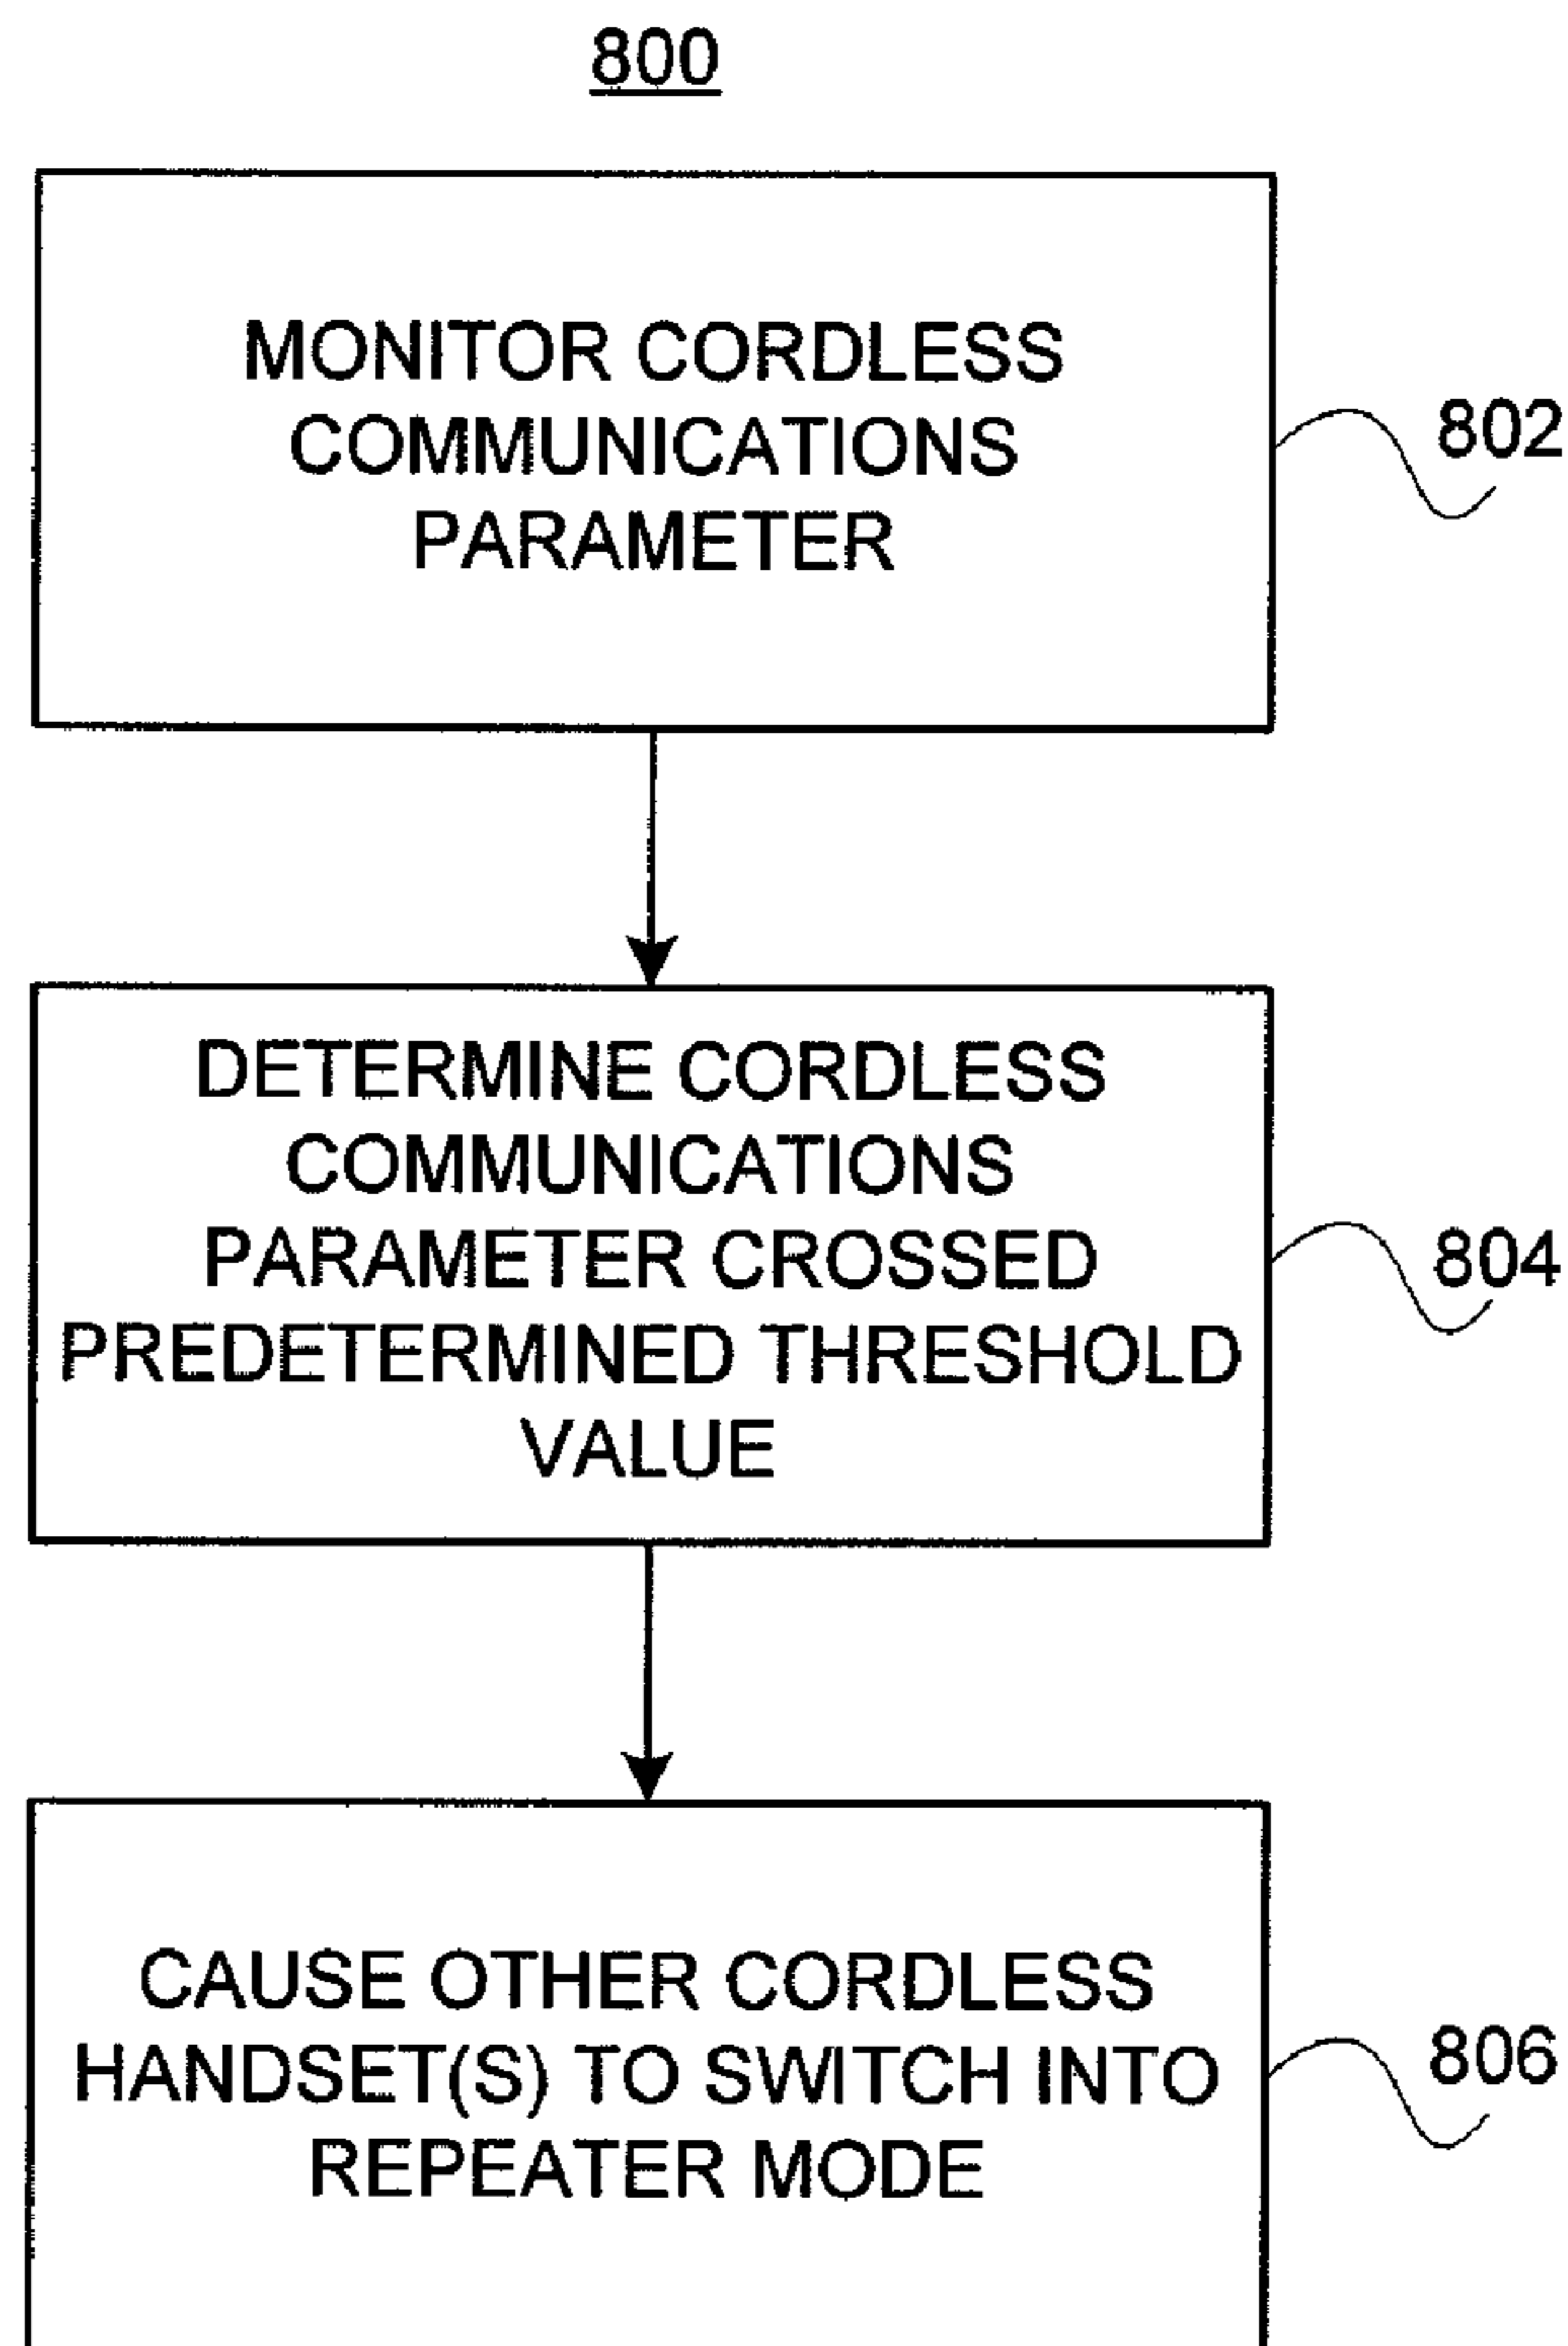 800
MONITOR CORDLESS
COMMUNICATIONS
PARAMETER
802
DETERMINE CORDLESS
COMMUNICATIONS
PARAMETER CROSSED
PREDETERMINED THRESHOLD
VALUE
804
CAUSE OTHER CORDLESS
HANDSET(S) TO SWITCH INTO
REPEATER MODE
806